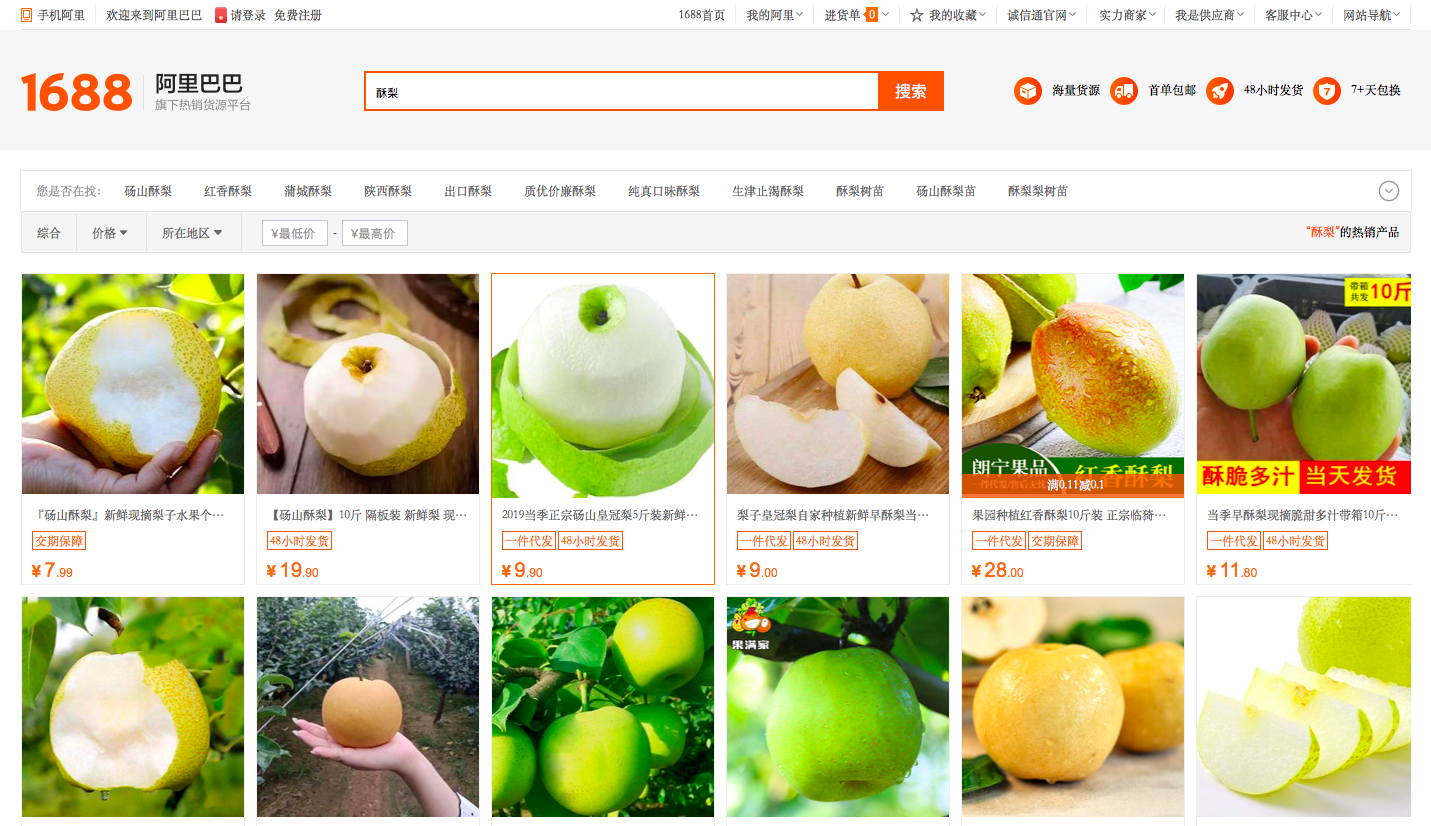 手机阿里 欢迎来到阿里巴巴 请登录 免费注册 1688首页 我的阿里 进货单 0 我的收藏 诚信通官网 实力商家 我是供应商 客服中心 网站导航
1688 阿里巴巴
旗下热销货源平台
酥梨 搜索
海量货源 首单包邮 48小时发货 7 7+天包换
您是否在找： 砀山酥梨 红香酥梨 蒲城酥梨 陕西酥梨 出口酥梨 质优价廉酥梨 纯真口味酥梨 生津止渴酥梨 酥梨树苗 砀山酥梨苗 酥梨梨树苗
综合 价格 所在地区 ¥最低价 - ¥最高价 “酥梨”的热销产品
带箱
共发 10斤
朗宁果品
红香酥梨
满0.11减0.1
酥脆多汁 当天发货
『砀山酥梨』新鲜现摘梨子水果个…
交期保障
¥7.99
【砀山酥梨】10斤 隔板装 新鲜梨 现…
48小时发货
¥19.90
2019当季正宗砀山皇冠梨5斤装新鲜…
一件代发 48小时发货
¥9.90
梨子皇冠梨自家种植新鲜早酥梨当…
一件代发 48小时发货
¥9.00
果园种植红香酥梨10斤装 正宗临猗…
一件代发 交期保障
¥28.00
当季早酥梨现摘脆甜多汁带箱10斤…
一件代发 48小时发货
¥11.80
果满家